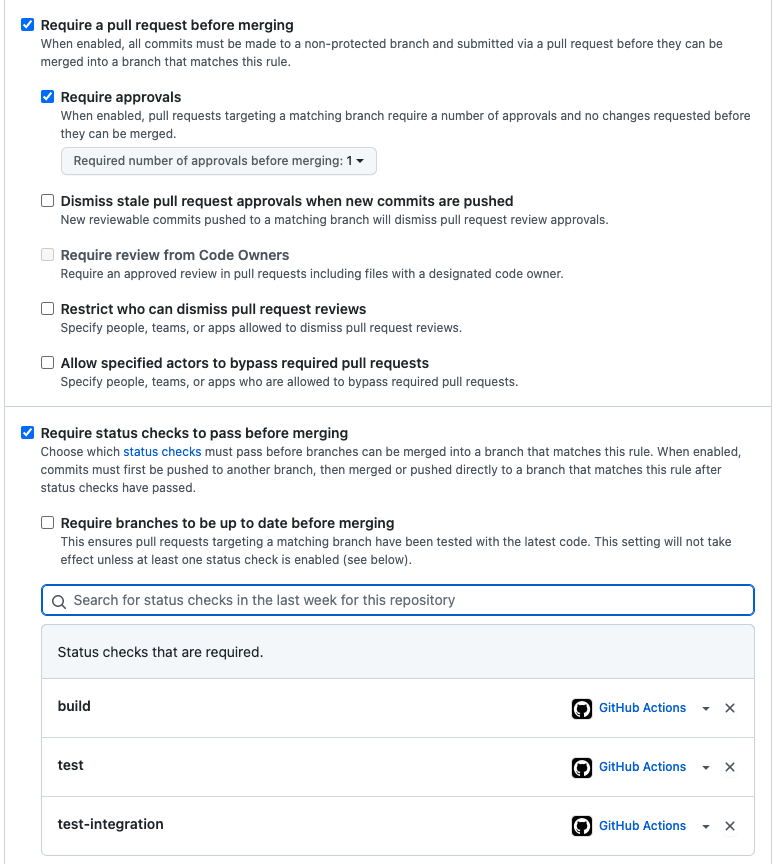 Require a pull request before merging
When enabled, all commits must be made to a non-protected branch and submitted via a pull request before they can be
merged into a branch that matches this rule.
Require approvals
When enabled, pull requests targeting a matching branch require a number of approvals and no changes requested before
they can be merged.
Required number of approvals before merging: 1
Dismiss stale pull request approvals when new commits are pushed
New reviewable commits pushed to a matching branch will dismiss pull request review approvals.
Require review from Code Owners
Require an approved review in pull requests including files with a designated code owner.
Restrict who can dismiss pull request reviews
Specify people, teams, or apps allowed to dismiss pull request reviews.
Allow specified actors to bypass required pull requests
Specify people, teams, or apps who are allowed to bypass required pull requests.
Require status checks to pass before merging
Choose which status checks must pass before branches can be merged into a branch that matches this rule. When enabled,
commits must first be pushed to another branch, then merged or pushed directly to a branch that matches this rule after
status checks have passed.
Require branches to be up to date before merging
This ensures pull requests targeting a matching branch have been tested with the latest code. This setting will not take
effect unless at least one status check is enabled (see below).
Search for status checks in the last week for this repository
Status checks that are required.
build GitHub Actions
test GitHub Actions
test-integration GitHub Actions